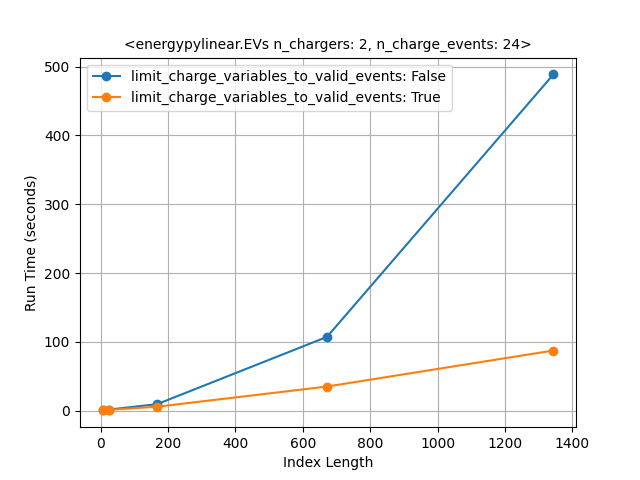 <energypylinear.EVs n_chargers: 2, n_charge_events: 24>
limit_charge_variables_to_valid_events: False
limit_charge_variables_to_valid_events: True
500
400
300
200
100
0
Run Time (seconds)
0 200 400 600 800 1000 1200 1400
Index Length